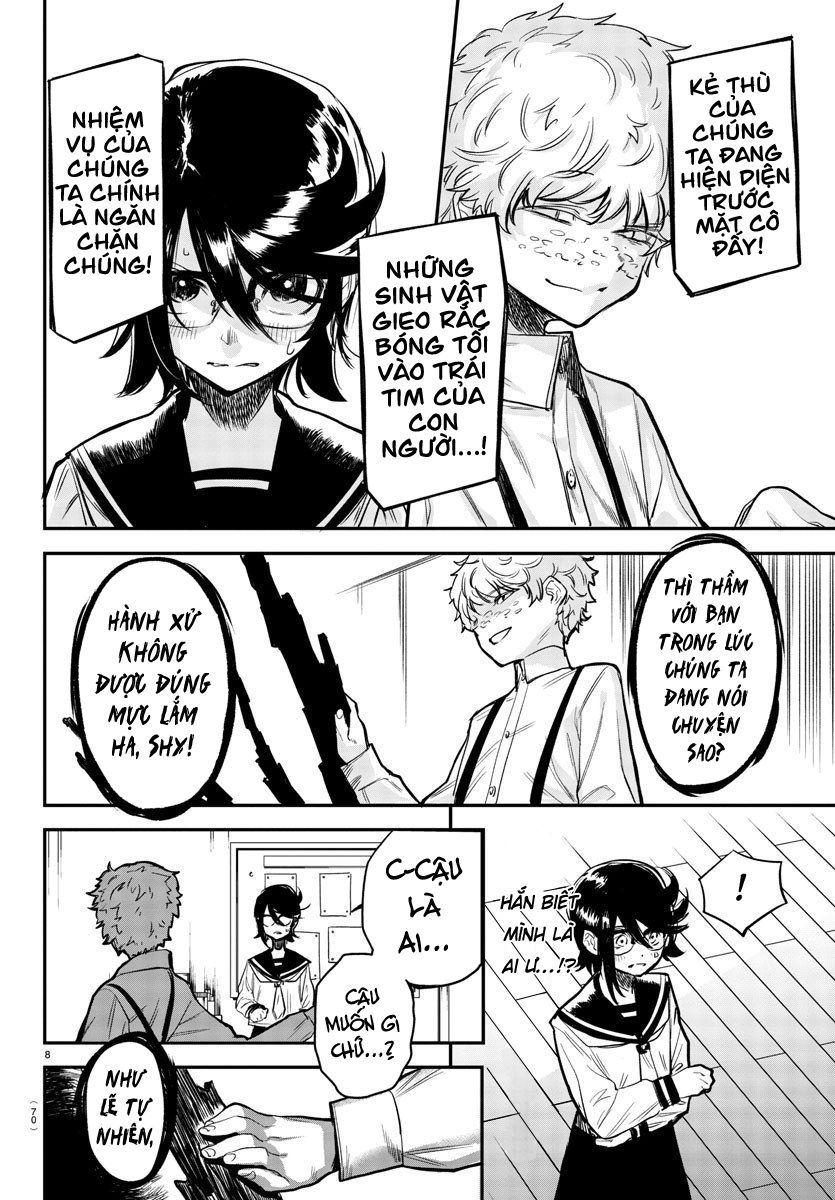 KẺ THÙ
CỦA
CHÚNG
TA ĐANG
HIỆN DIỆN
TRƯỚC
MẶT CÔ
ĐẤY!
NHỮNG
SINH VẬT
GIEO RẮC
BÓNG TỐI
VÀO TRÁI
TIM CỦA
CON
NGƯỜI...!
NHIỆM
VỤ CỦA
CHÚNG
TA CHÍNH
LÀ NGĂN
CHẶN
CHÚNG!
THÌ THẦM
VỚI BẠN
TRONG LÚC
CHÚNG TA
ĐANG NÓI
CHUYỆN
SAO?
HÀNH XỬ
KHÔNG
ĐƯỢC ĐÚNG
MỰC LẮM
HA, SHY!
!
HẮN BIẾT
MÌNH LÀ
AI Ư...!?
C-CẬU
LÀ
AI...
CẬU
MUỐN GÌ
CHỨ...?
NHƯ
LẼ TỰ
NHIÊN,
8
(70)